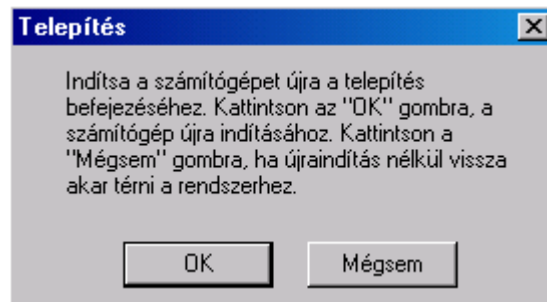 Telepítés
Indítsa a számítógépet újra a telepítés
befejezéséhez. Kattintson az "OK" gombra, a
számítógép újra indításához. Kattintson a
"Mégsem" gombra, ha újraindítás nélkül vissza
akar térni a rendszerhez.
OK
Mégsem